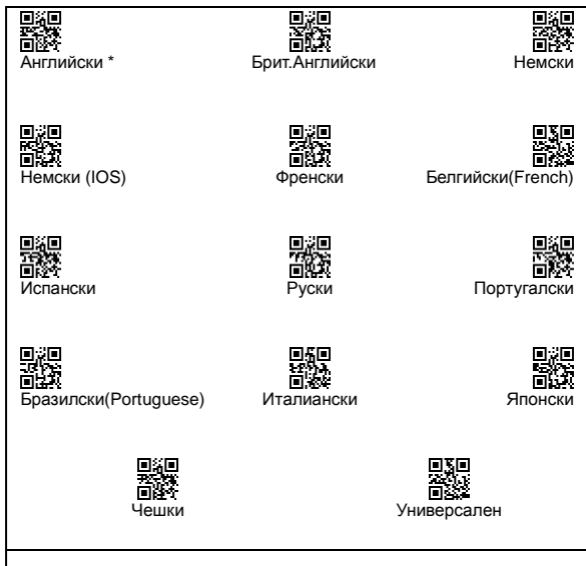 Английски * Брит.Английски Немски
Немски (IOS) Френски Белгийски(French)
Испански Руски Португалски
Бразилски(Portuguese) Италиански Японски
Чешки Универсален